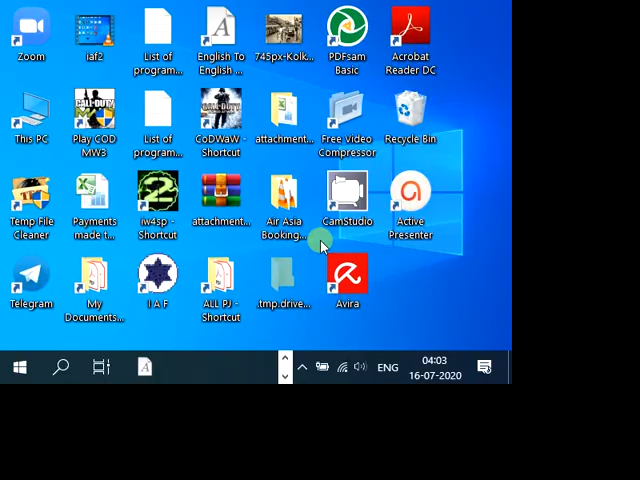 Zoom
iaf2
List of
program...
English To
English ...
745px-Kolk...
PDFsam
Basic
Acrobat
Reader DC
This PC
Play COD
MW3
List of
program...
CoDWaW -
Shortcut
attachment...
Free Video
Compressor
Recycle Bin
Temp File
Cleaner
Payments
made t...
iw4sp -
Shortcut
attachment...
Air Asia
Booking...
CamStudio
Active
Presenter
Telegram
My
Documents...
I A F
ALL PJ -
Shortcut
.tmp.drive...
Avira
ENG
04:03
16-07-2020